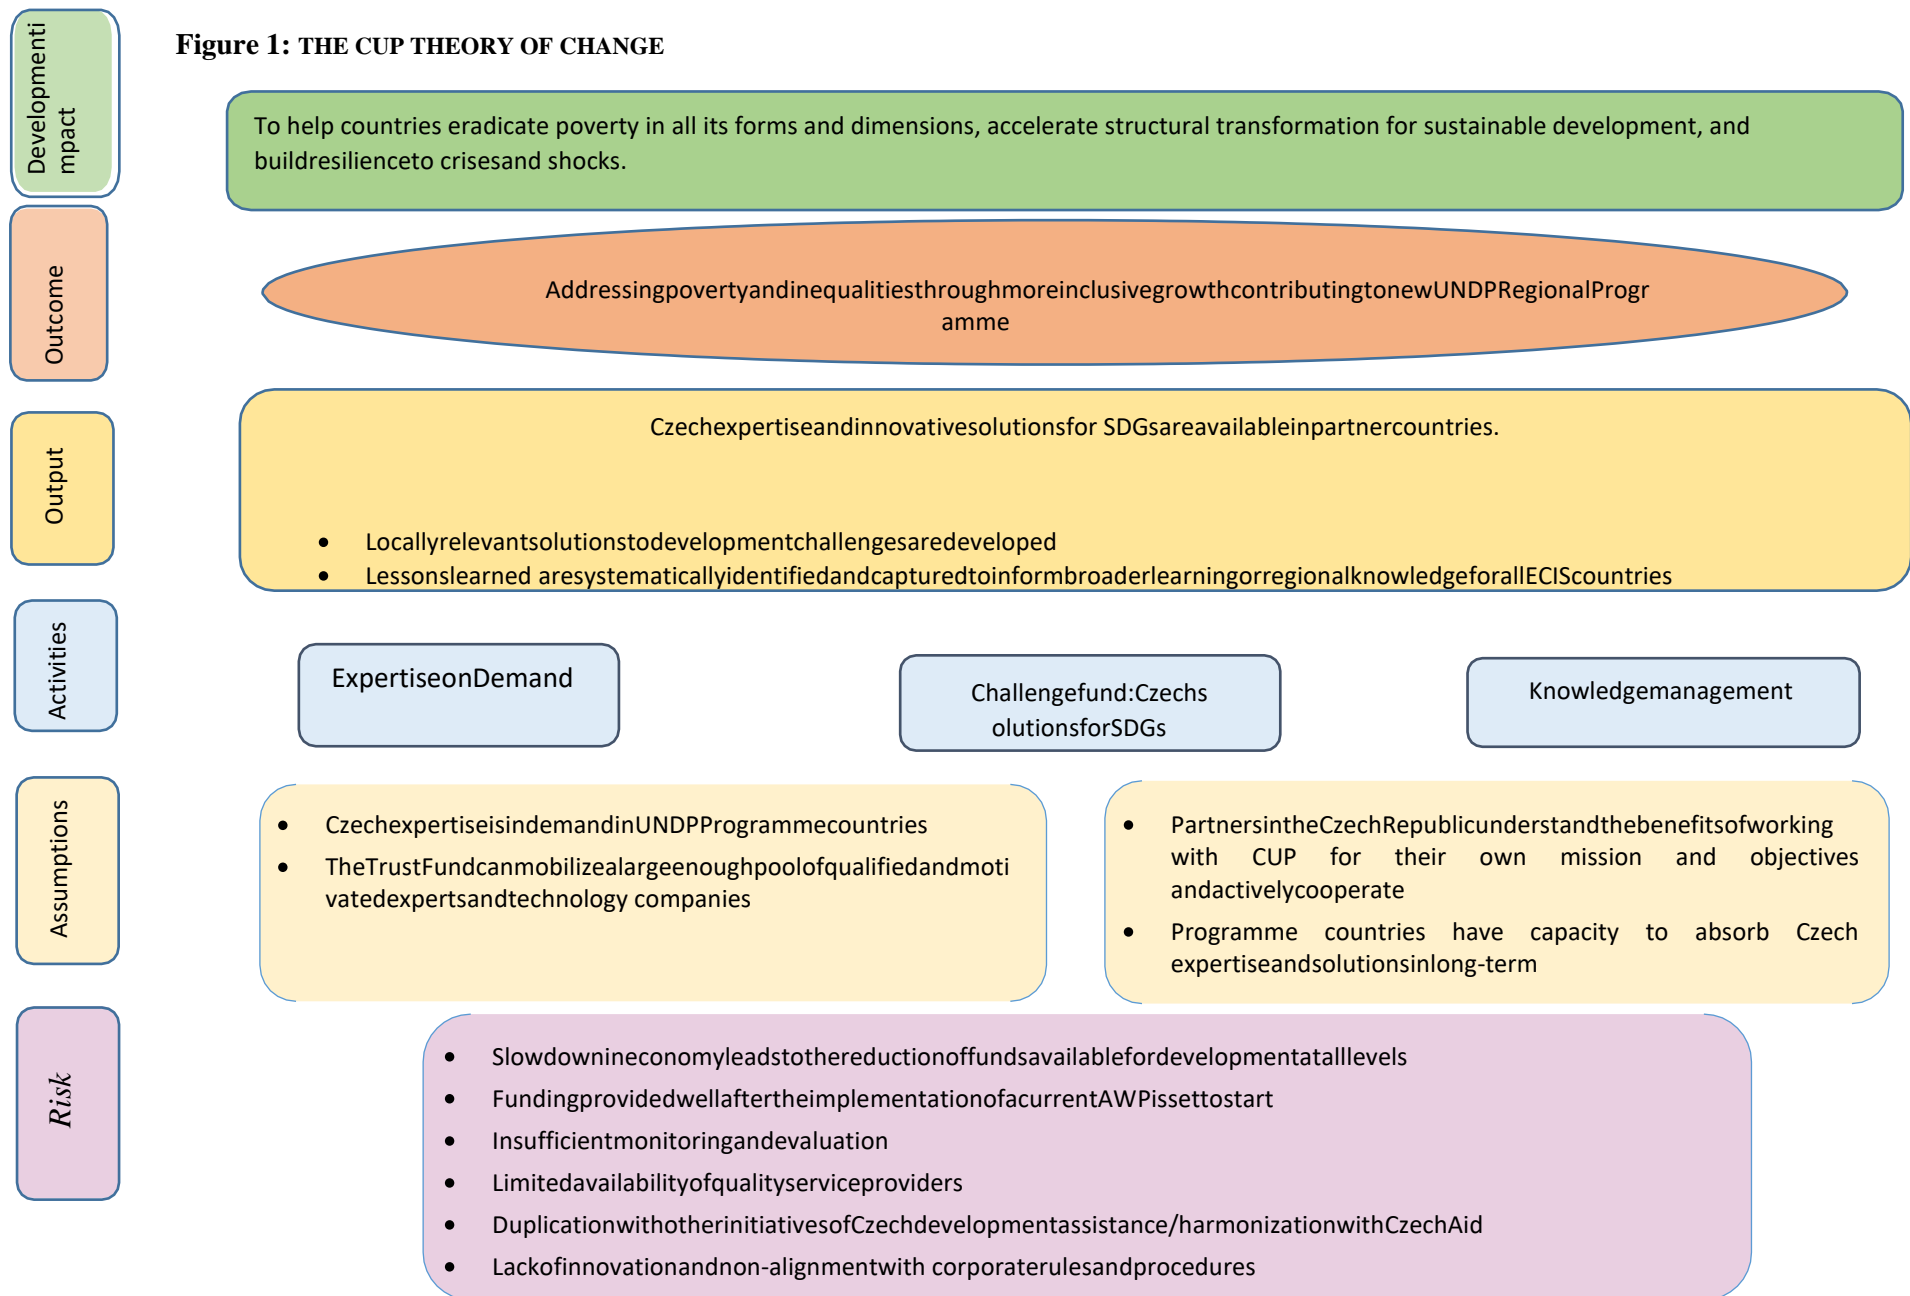 Figure 1: THE CUP THEORY OF CHANGE
Developmenti
mpact
To help countries eradicate poverty in all its forms and dimensions, accelerate structural transformation for sustainable development, and
buildresilienceto crisesand shocks.
Outcome
AddressingpovertyandinequalitiesthroughmoreinclusivegrowthcontributingtonewUNDPRegionalProgr
amme
Output
Czechexpertiseandinnovativesolutionsfor SDGsareavailableinpartnercountries.
• Locallyrelevantsolutionstodevelopmentchallengesaredeveloped
• Lessonslearned aresystematicallyidentifiedandcapturedtoinformbroaderlearningorregionalknowledgeforallECIScountries
Activities
ExpertiseonDemand
Challengefund:Czechs
olutionsforSDGs
Knowledgemanagement
Assumptions
• CzechexpertiseisindemandinUNDPProgrammecountries
• TheTrustFundcanmobilizealargeenoughpoolofqualifiedandmoti
vatedexpertsandtechnology companies
• PartnersintheCzechRepublicunderstandthebenefitsofworking
with CUP for their own mission and objectives
andactivelycooperate
• Programme countries have capacity to absorb Czech
expertiseandsolutionsinlong-term
Risk
• Slowdownineconomyleadstothereductionoffundsavailablefordevelopmentatalllevels
• FundingprovidedwellaftertheimplementationofacurrentAWPissettostart
• Insufficientmonitoringandevaluation
• Limitedavailabilityofqualityserviceproviders
• DuplicationwithotherinitiativesofCzechdevelopmentassistance/harmonizationwithCzechAid
• Lackofinnovationandnon-alignmentwith corporaterulesandprocedures